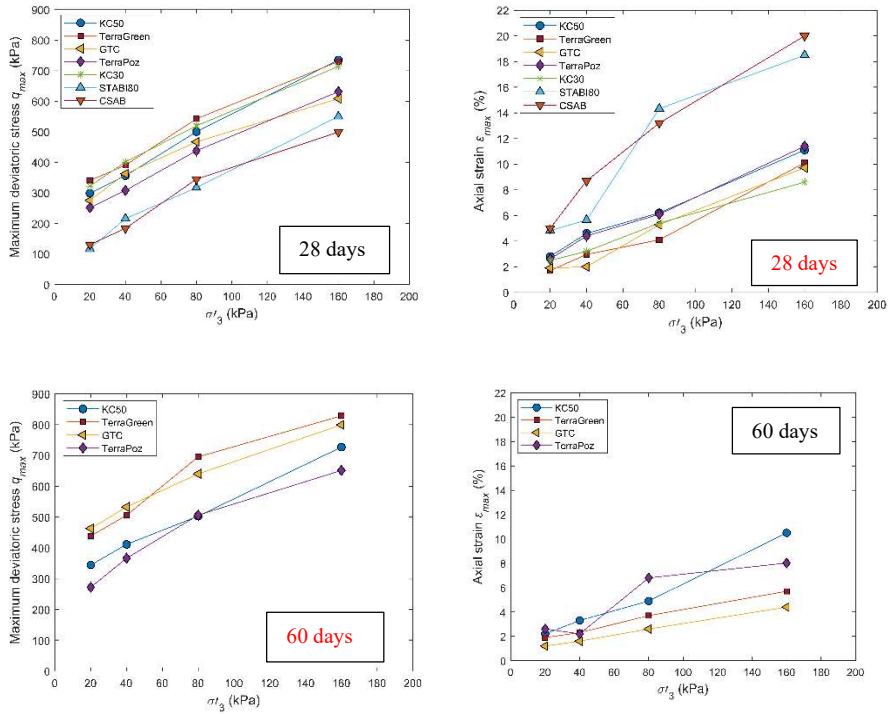 900
800
700
600
500
400
300
200
100
0
Maximum deviatoric stress q_max (kPa)
KC50
TerraGreen
GTC
TerraPoz
KC30
STABI80
CSAB
28 days
0 20 40 60 80 100 120 140 160 180 200
σ'₃ (kPa)
22
20
18
16
14
12
10
8
6
4
2
0
Axial strain ε_max (%)
KC50
TerraGreen
GTC
TerraPoz
KC30
STABI80
CSAB
28 days
0 20 40 60 80 100 120 140 160 180 200
σ'₃ (kPa)
900
800
700
600
500
400
300
200
100
0
Maximum deviatoric stress q_max (kPa)
KC50
TerraGreen
GTC
TerraPoz
60 days
0 20 40 60 80 100 120 140 160 180 200
σ'₃ (kPa)
22
20
18
16
14
12
10
8
6
4
2
0
Axial strain ε_max (%)
KC50
TerraGreen
GTC
TerraPoz
60 days
0 20 40 60 80 100 120 140 160 180 200
σ'₃ (kPa)